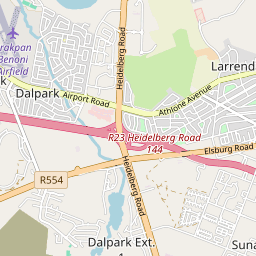 Brakpan
Benoni
Airfield
Heidelberg Road
Larrend
Dalpark
Airport Road
Athlone Avenue
R23 Heidelberg Road
144
Elsburg Road
R554
Heidelberg Road
Dalpark Ext.
1
Suna